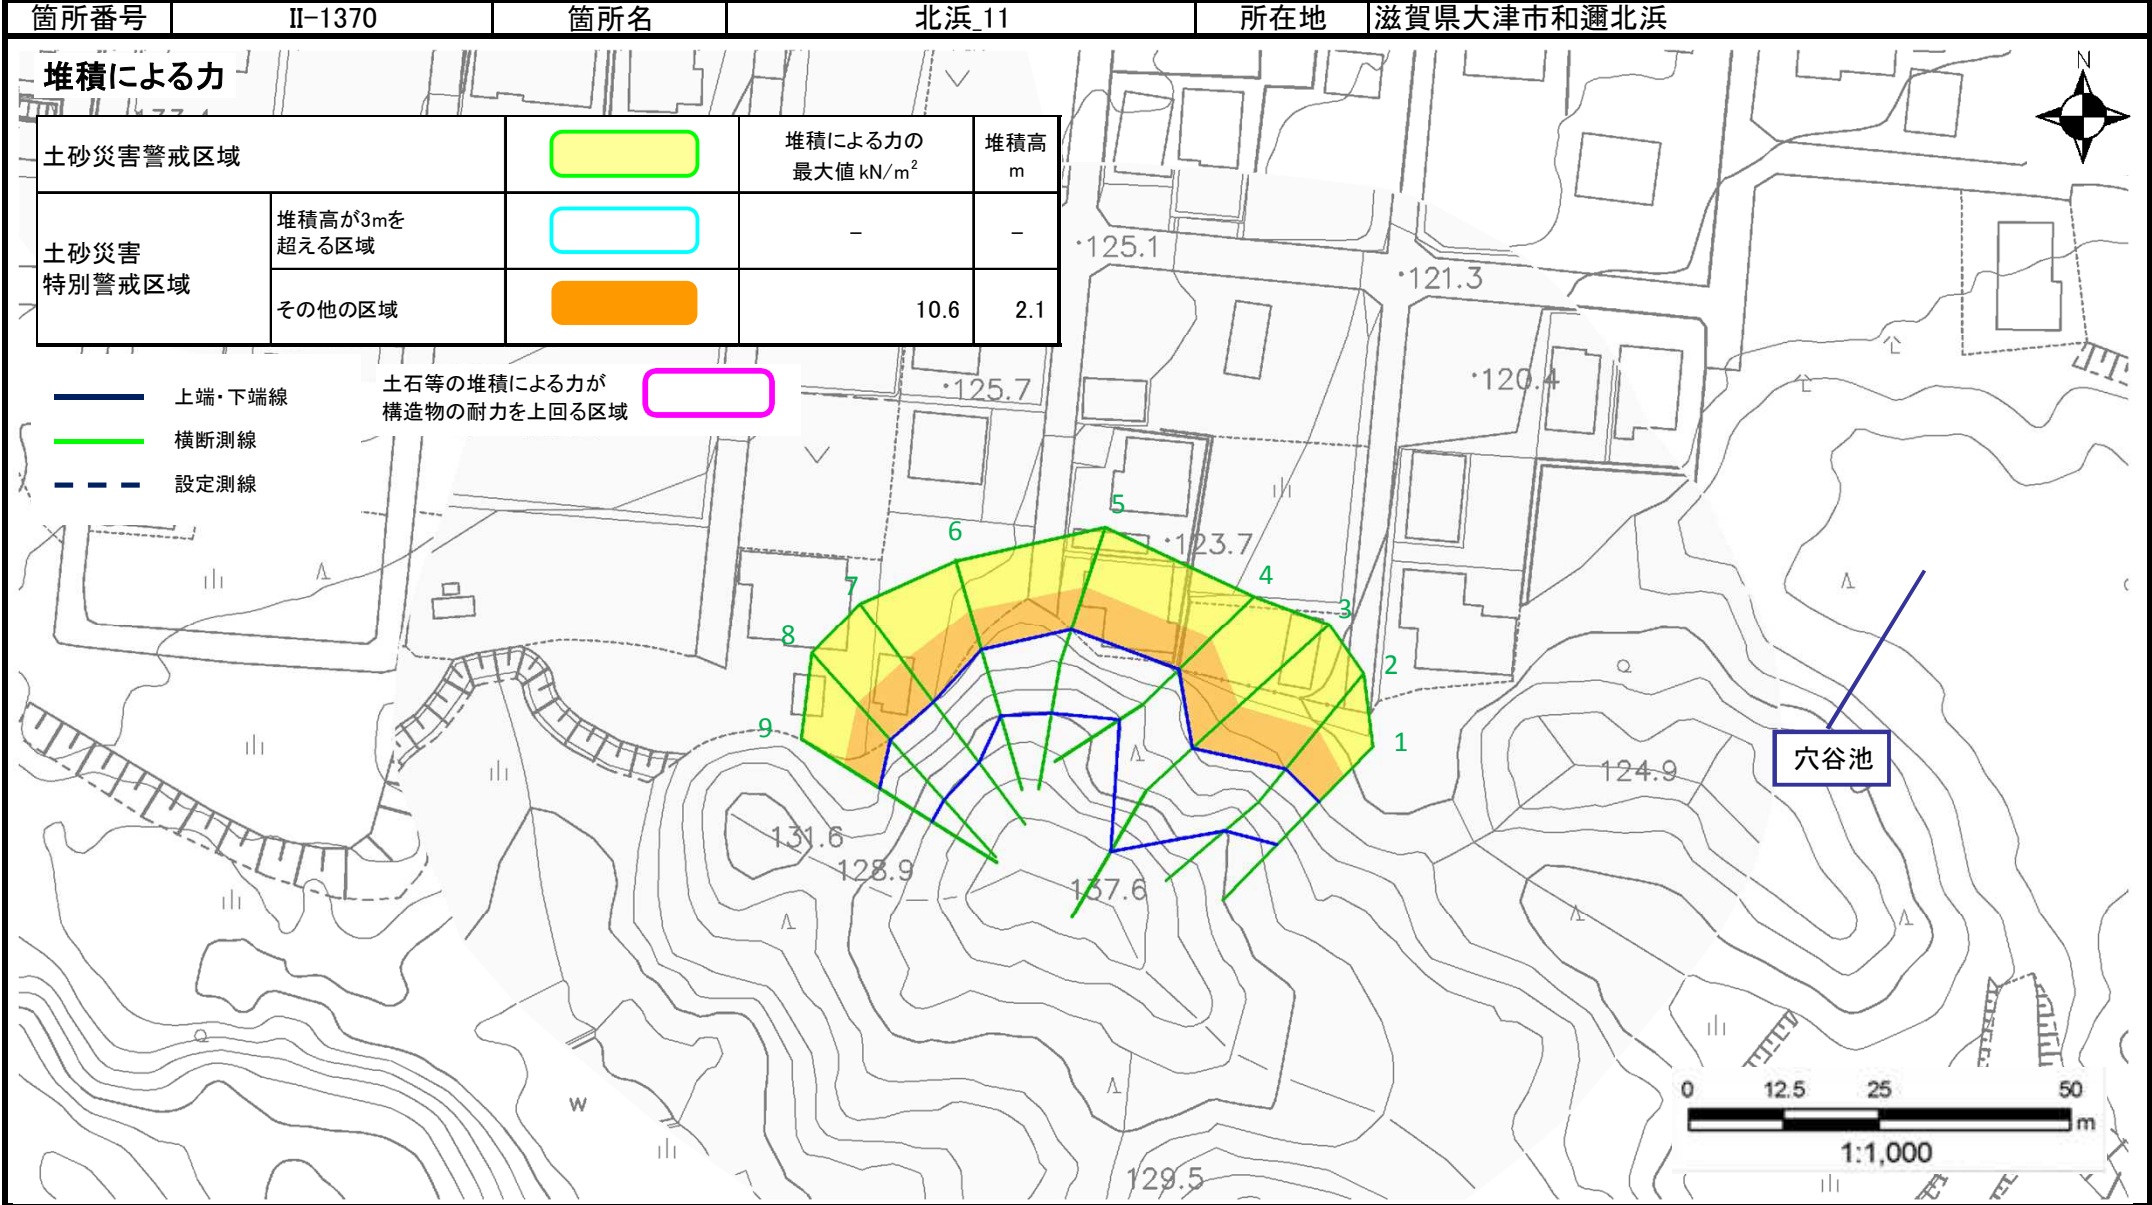 箇所番号 II-1370 箇所名 北浜_11 所在地 滋賀県大津市和邇北浜
堆積による力
N
土砂災害警戒区域
堆積による力の
最大値 kN/m²
堆積高
m
土砂災害
特別警戒区域
堆積高が3mを
超える区域
－ －
その他の区域
10.6 2.1
上端・下端線
横断測線
設定測線
土石等の堆積による力が
構造物の耐力を上回る区域
125.1
121.3
125.7
120.4
123.7
5
6
4
7
3
8
2
9
1
穴谷池
124.9
131.6
128.9
137.6
W
129.5
0 12.5 25 50
m
1:1,000